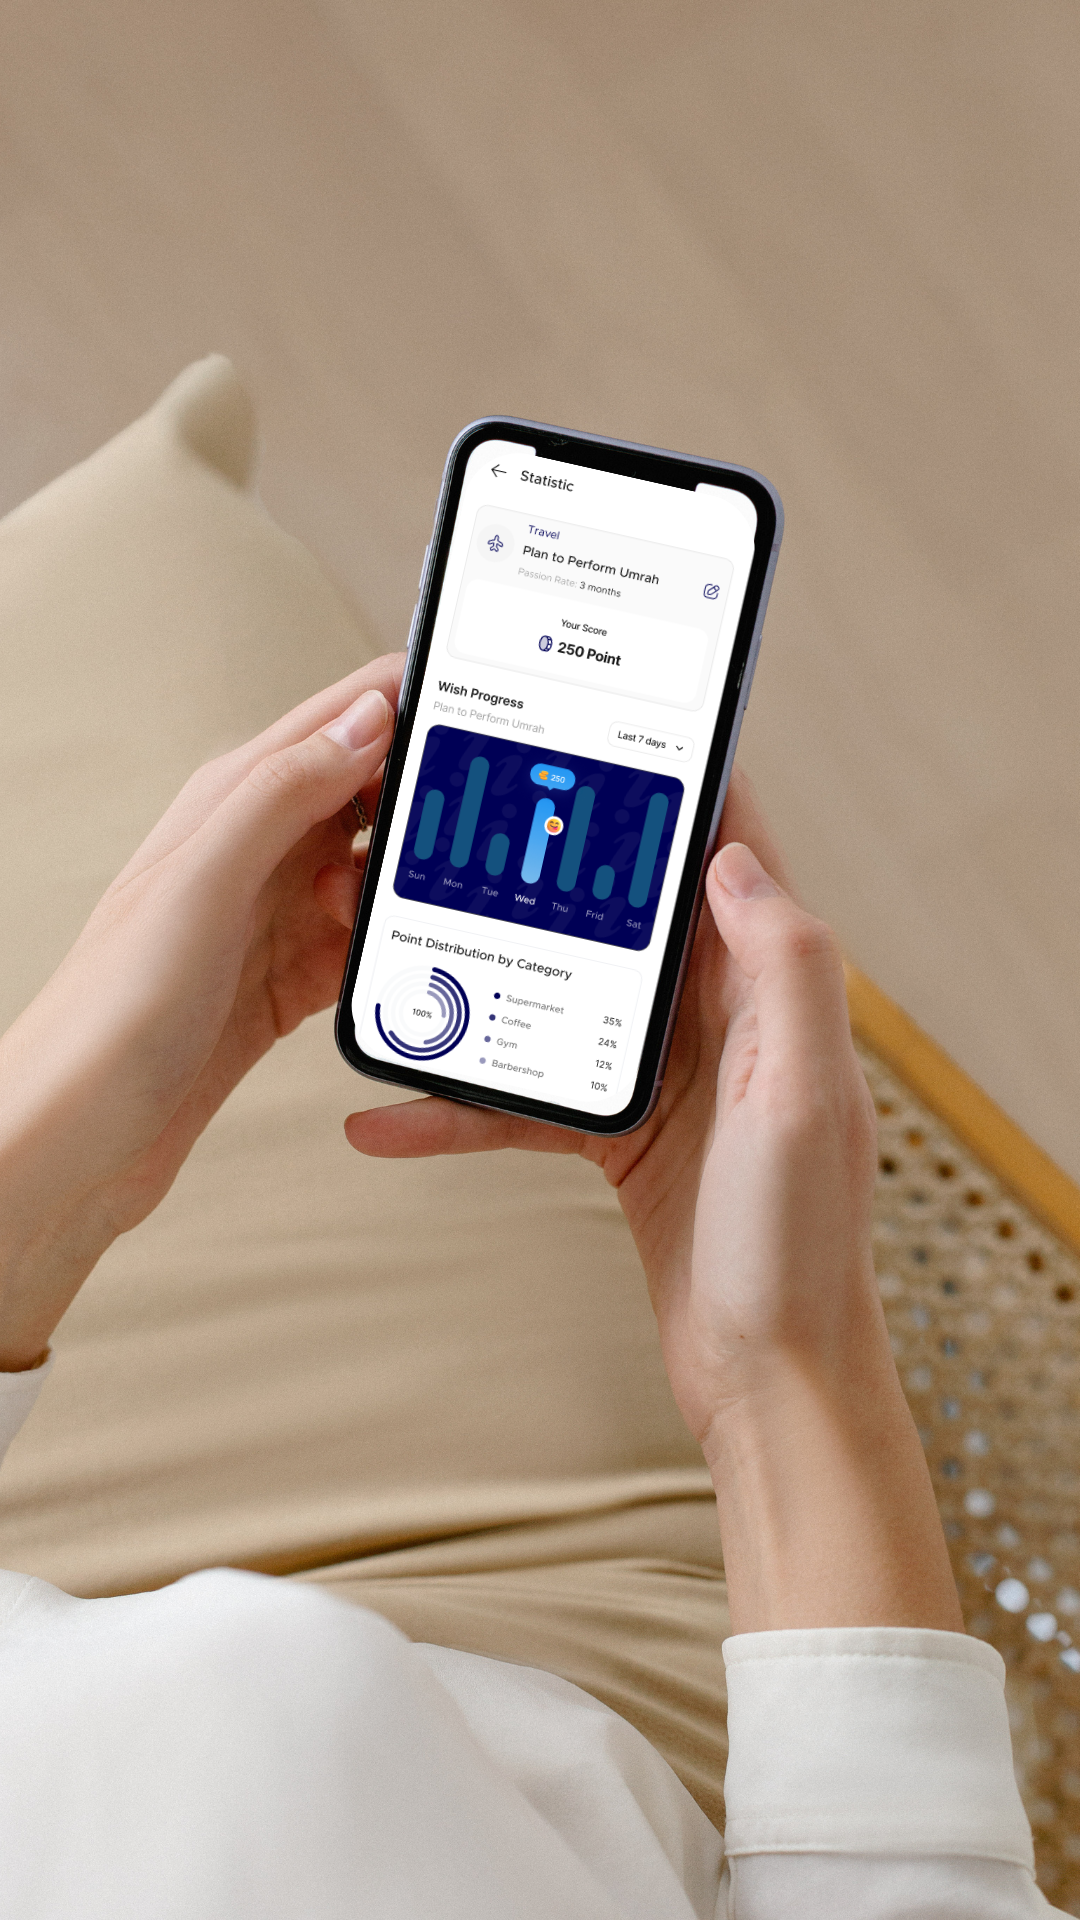 Statistic
Travel
Plan to Perform Umrah
Passion Rate: 3 months
Your Score
250 Point
Wish Progress
Plan to Perform Umrah
Last 7 days
250
Sun Mon Tue Wed Thu Frid Sat
Point Distribution by Category
100%
Supermarket 35%
Coffee 24%
Gym 12%
Barbershop 10%